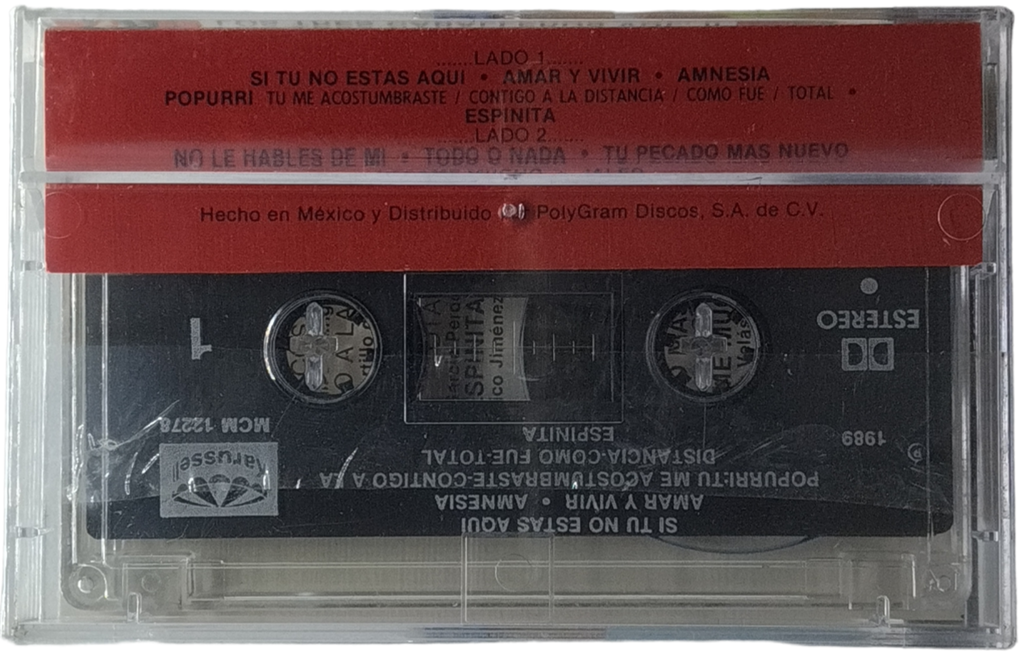 .......LADO 1.......
SI TU NO ESTAS AQUI • AMAR Y VIVIR • AMNESIA
POPURRI TU ME ACOSTUMBRASTE / CONTIGO A LA DISTANCIA / COMO FUE / TOTAL •
ESPINITA
.......LADO 2.......
NO LE HABLES DE MI • TODO O NADA • TU PECADO MAS NUEVO
Hecho en México y Distribuido PolyGram Discos, S.A. de C.V.
SI TU NO ESTAS AQUI
AMAR Y VIVIR • AMNESIA
POPURRI:TU ME ACOSTUMBRASTE-CONTIGO A LA
DISTANCIA-COMO FUE-TOTAL
ESPINITA
Karussell
MCM 12278
1989
1
ESTEREO
SPINITA
co Jiménez